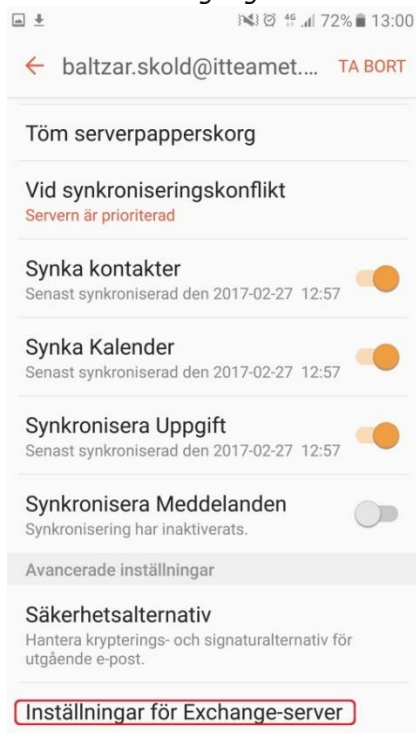 4G 72% 13:00
baltzar.skold@itteamet.... TA BORT
Töm serverpapperskorg
Vid synkroniseringskonflikt
Servern är prioriterad
Synka kontakter
Senast synkroniserad den 2017-02-27 12:57
Synka Kalender
Senast synkroniserad den 2017-02-27 12:57
Synkronisera Uppgift
Senast synkroniserad den 2017-02-27 12:57
Synkronisera Meddelanden
Synkronisering har inaktiverats.
Avancerade inställningar
Säkerhetsalternativ
Hantera krypterings- och signaturalternativ för
utgående e-post.
Inställningar för Exchange-server